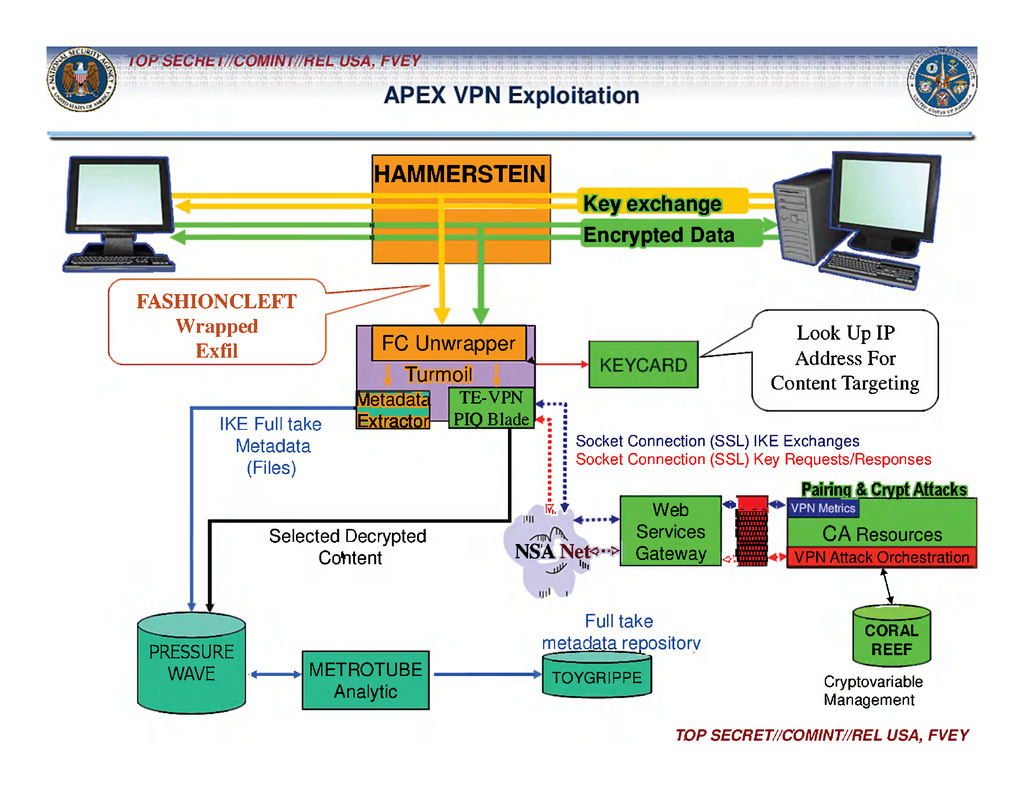 TOP SECRET//COMINT//REL USA, FVEY
APEX VPN Exploitation
HAMMERSTEIN
Key exchange
Encrypted Data
FASHIONCLEFT
Wrapped
Exfil
FC Unwrapper
Turmoil
Metadata
Extractor
TE-VPN
PIQ Blade
KEYCARD
Look Up IP
Address For
Content Targeting
IKE Full take
Metadata
(Files)
Socket Connection (SSL) IKE Exchanges
Socket Connection (SSL) Key Requests/Responses
Selected Decrypted
Content
NSA Net
Web
Services
Gateway
Pairing & Crypt Attacks
VPN Metrics
CA Resources
VPN Attack Orchestration
CORAL
REEF
Cryptovariable
Management
PRESSURE
WAVE
METROTUBE
Analytic
Full take
metadata repository
TOYGRIPPE
TOP SECRET//COMINT//REL USA, FVEY